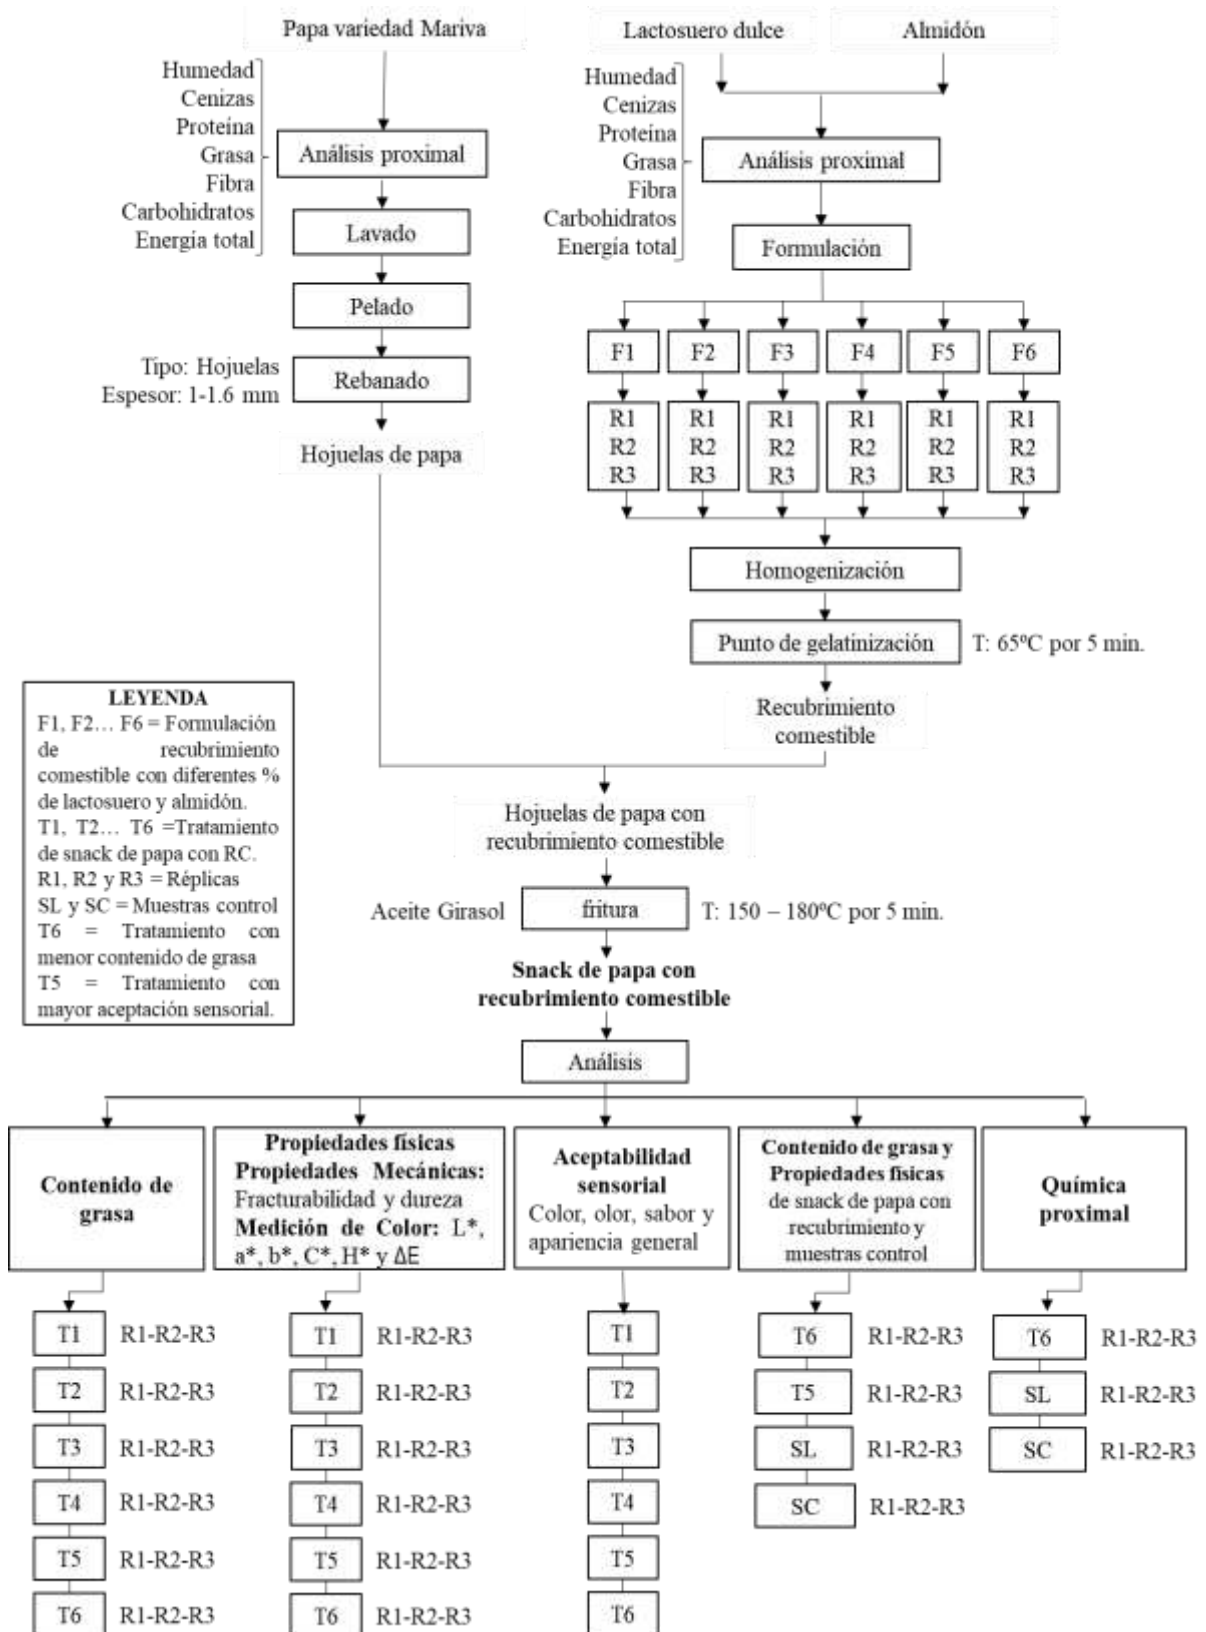 Papa variedad Mariva
Humedad
Cenizas
Proteína
Grasa
Fibra
Carbohidratos
Energía total
Análisis proximal
Lavado
Pelado
Tipo: Hojuelas
Espesor: 1-1.6 mm
Rebanado
Hojuelas de papa
Lactosuero dulce
Almidón
Humedad
Cenizas
Proteína
Grasa
Fibra
Carbohidratos
Energía total
Análisis proximal
Formulación
F1 F2 F3 F4 F5 F6
R1 R1 R1 R1 R1 R1
R2 R2 R2 R2 R2 R2
R3 R3 R3 R3 R3 R3
Homogenización
Punto de gelatinización
T: 65ºC por 5 min.
Recubrimiento
comestible
LEYENDA
F1, F2… F6 = Formulación
de recubrimiento
comestible con diferentes %
de lactosuero y almidón.
T1, T2… T6 =Tratamiento
de snack de papa con RC.
R1, R2 y R3 = Réplicas
SL y SC = Muestras control
T6 = Tratamiento con
menor contenido de grasa
T5 = Tratamiento con
mayor aceptación sensorial.
Hojuelas de papa con
recubrimiento comestible
Aceite Girasol
fritura
T: 150 – 180ºC por 5 min.
Snack de papa con
recubrimiento comestible
Análisis
Contenido de
grasa
T1 R1-R2-R3
T2 R1-R2-R3
T3 R1-R2-R3
T4 R1-R2-R3
T5 R1-R2-R3
T6 R1-R2-R3
Propiedades físicas
Propiedades Mecánicas:
Fracturabilidad y dureza
Medición de Color: L*,
a*, b*, C*, H* y ΔE
T1 R1-R2-R3
T2 R1-R2-R3
T3 R1-R2-R3
T4 R1-R2-R3
T5 R1-R2-R3
T6 R1-R2-R3
Aceptabilidad
sensorial
Color, olor, sabor y
apariencia general
T1
T2
T3
T4
T5
T6
Contenido de grasa y
Propiedades físicas
de snack de papa con
recubrimiento y
muestras control
T6 R1-R2-R3
T5 R1-R2-R3
SL R1-R2-R3
SC R1-R2-R3
Química
proximal
T6 R1-R2-R3
SL R1-R2-R3
SC R1-R2-R3